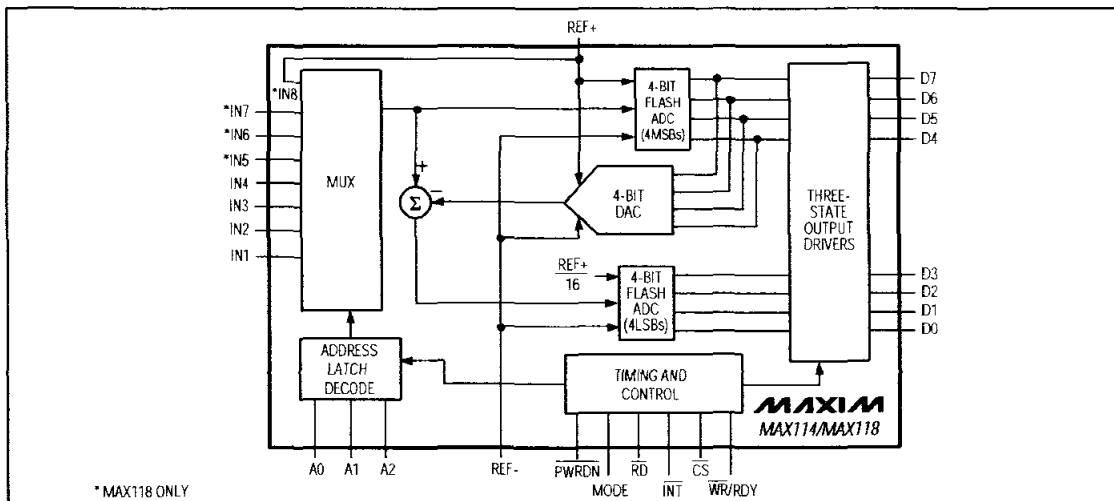 REF+
*IN8
*IN7
*IN6
*IN5
IN4
IN3
IN2
IN1
MUX
+
Σ
−
4-BIT
FLASH
ADC
(4MSBs)
4-BIT
DAC
REF+
16
4-BIT
FLASH
ADC
(4LSBs)
THREE-
STATE
OUTPUT
DRIVERS
D7
D6
D5
D4
D3
D2
D1
D0
ADDRESS
LATCH
DECODE
TIMING AND
CONTROL
MAXIM
MAX114/MAX118
A0 A1 A2 REF- PWRDN RD CS
MODE INT WR/RDY
* MAX118 ONLY